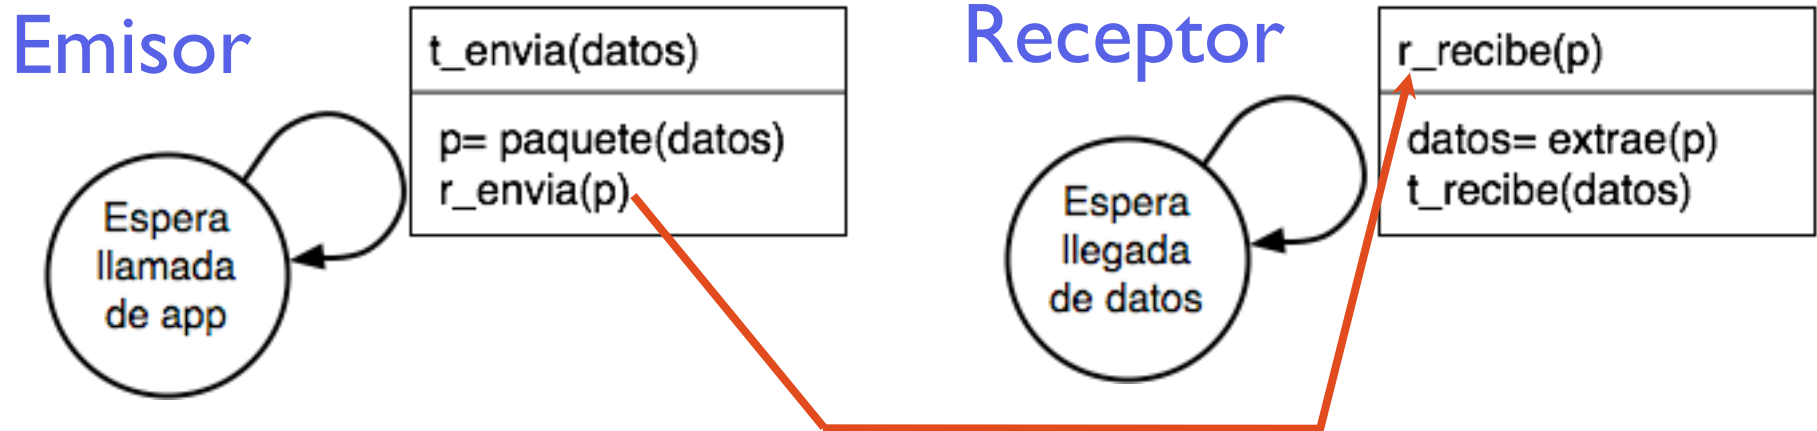 Emisor
t_envia(datos)
p= paquete(datos)
r_envia(p)
Espera
llamada
de app
Receptor
r_recibe(p)
datos= extrae(p)
t_recibe(datos)
Espera
llegada
de datos